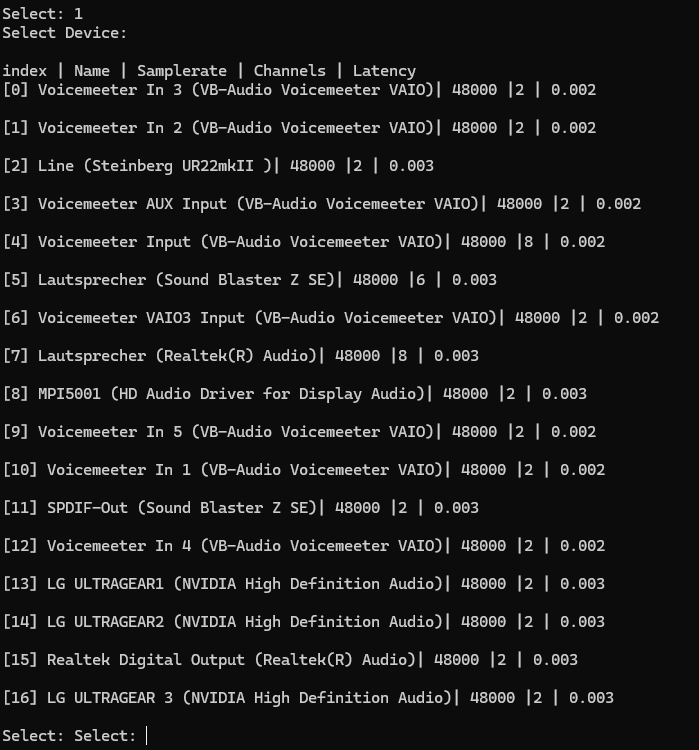 Select: 1
Select Device:
index | Name | Samplerate | Channels | Latency
[0] Voicemeeter In 3 (VB-Audio Voicemeeter VAIO)| 48000 |2 | 0.002
[1] Voicemeeter In 2 (VB-Audio Voicemeeter VAIO)| 48000 |2 | 0.002
[2] Line (Steinberg UR22mkII )| 48000 |2 | 0.003
[3] Voicemeeter AUX Input (VB-Audio Voicemeeter VAIO)| 48000 |2 | 0.002
[4] Voicemeeter Input (VB-Audio Voicemeeter VAIO)| 48000 |8 | 0.002
[5] Lautsprecher (Sound Blaster Z SE)| 48000 |6 | 0.003
[6] Voicemeeter VAIO3 Input (VB-Audio Voicemeeter VAIO)| 48000 |2 | 0.002
[7] Lautsprecher (Realtek(R) Audio)| 48000 |8 | 0.003
[8] MPI5001 (HD Audio Driver for Display Audio)| 48000 |2 | 0.003
[9] Voicemeeter In 5 (VB-Audio Voicemeeter VAIO)| 48000 |2 | 0.002
[10] Voicemeeter In 1 (VB-Audio Voicemeeter VAIO)| 48000 |2 | 0.002
[11] SPDIF-Out (Sound Blaster Z SE)| 48000 |2 | 0.003
[12] Voicemeeter In 4 (VB-Audio Voicemeeter VAIO)| 48000 |2 | 0.002
[13] LG ULTRAGEAR1 (NVIDIA High Definition Audio)| 48000 |2 | 0.003
[14] LG ULTRAGEAR2 (NVIDIA High Definition Audio)| 48000 |2 | 0.003
[15] Realtek Digital Output (Realtek(R) Audio)| 48000 |2 | 0.003
[16] LG ULTRAGEAR 3 (NVIDIA High Definition Audio)| 48000 |2 | 0.003
Select: Select: